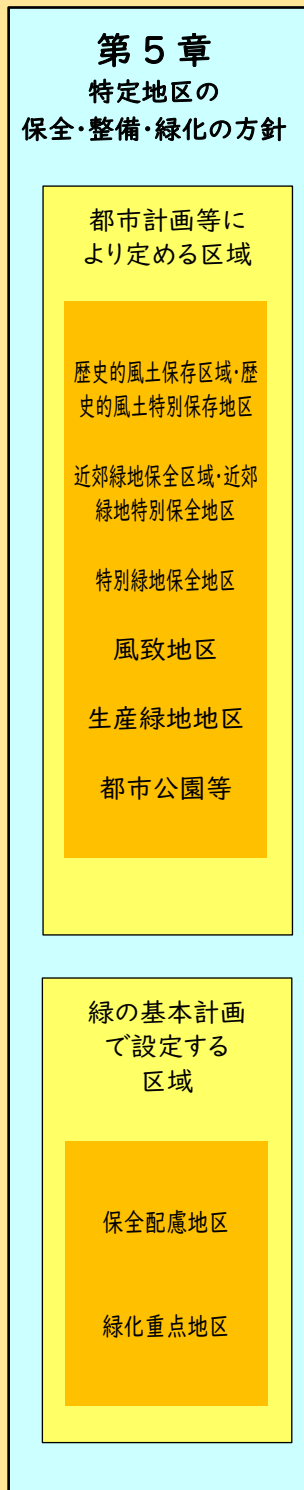 第５章
特定地区の
保全・整備・緑化の方針
都市計画等に
より定める区域
歴史的風土保存区域・歴
史的風土特別保存地区
近郊緑地保全区域・近郊
緑地特別保全地区
特別緑地保全地区
風致地区
生産緑地地区
都市公園等
緑の基本計画
で設定する
区域
保全配慮地区
緑化重点地区